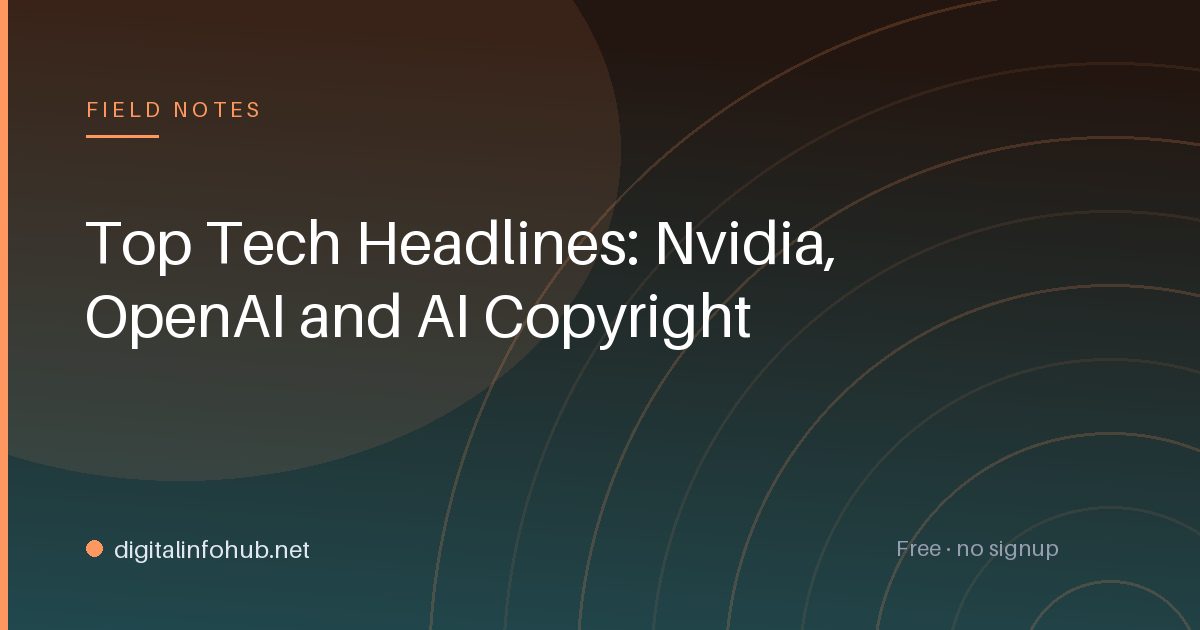 FIELD NOTES
Top Tech Headlines: Nvidia,
OpenAI and AI Copyright
digitalinfohub.net
Free · no signup